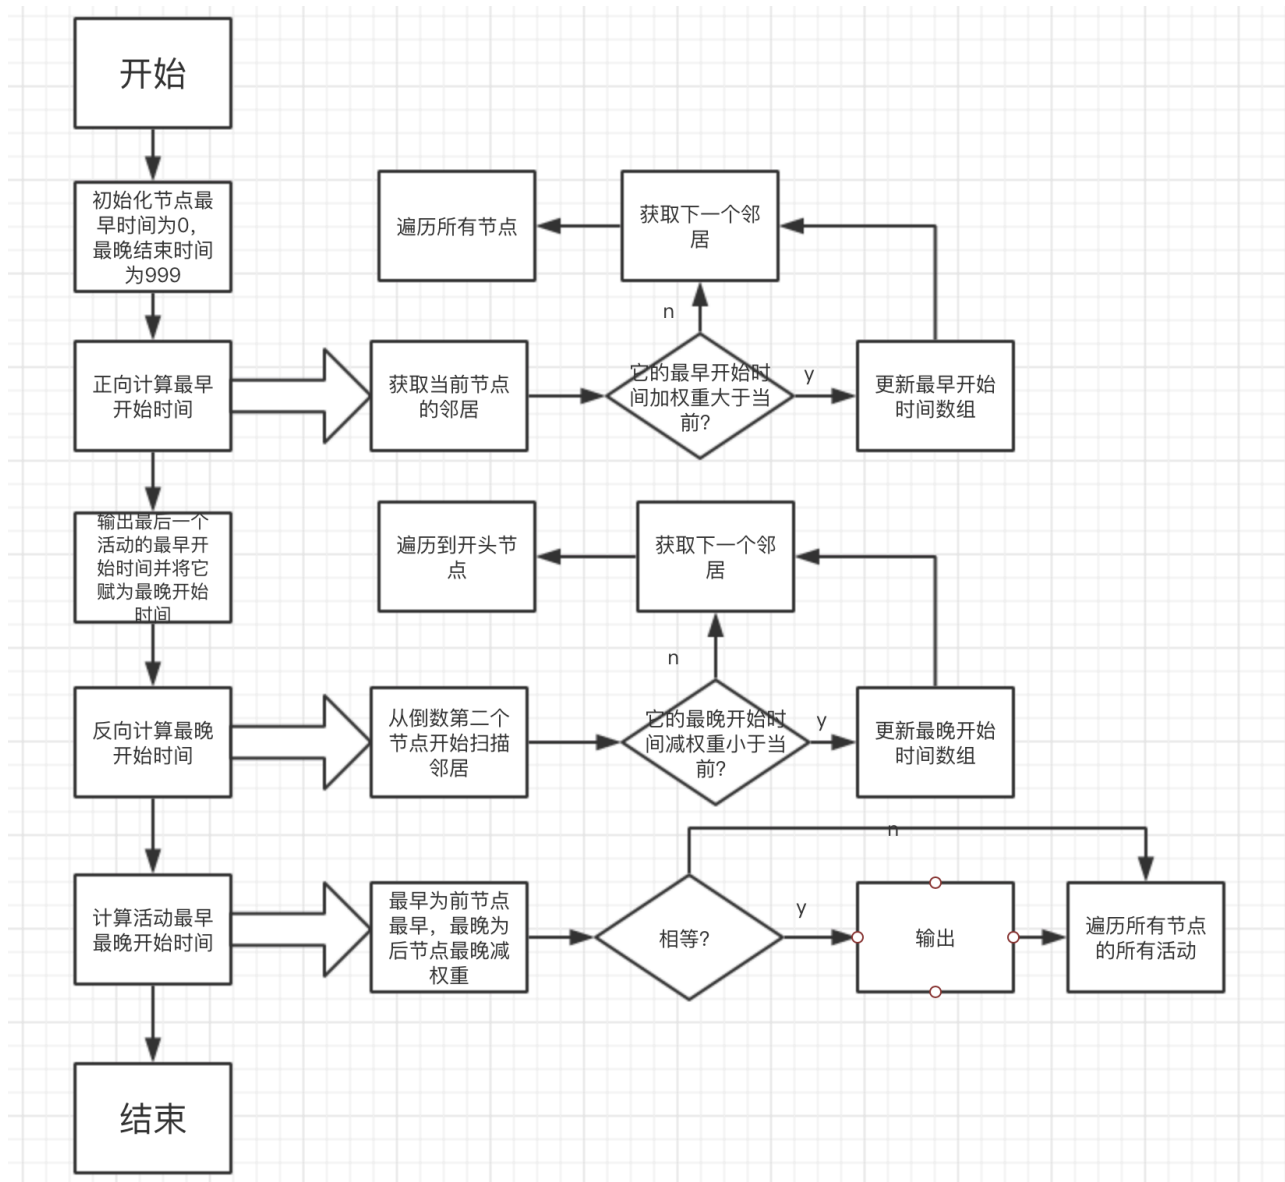 开始
初始化节点最
早时间为0，
最晚结束时间
为999
遍历所有节点
获取下一个邻
居
n
正向计算最早
开始时间
获取当前节点
的邻居
它的最早开始时
间加权重大于当
前？
y
更新最早开始
时间数组
输出最后一个
活动的最早开
始时间并将它
赋为最晚开始
时间
遍历到开头节
点
获取下一个邻
居
n
反向计算最晚
开始时间
从倒数第二个
节点开始扫描
邻居
它的最晚开始时
间减权重小于当
前？
y
更新最晚开始
时间数组
n
计算活动最早
最晚开始时间
最早为前节点
最早，最晚为
后节点最晚减
权重
相等？
y
输出
遍历所有节点
的所有活动
结束